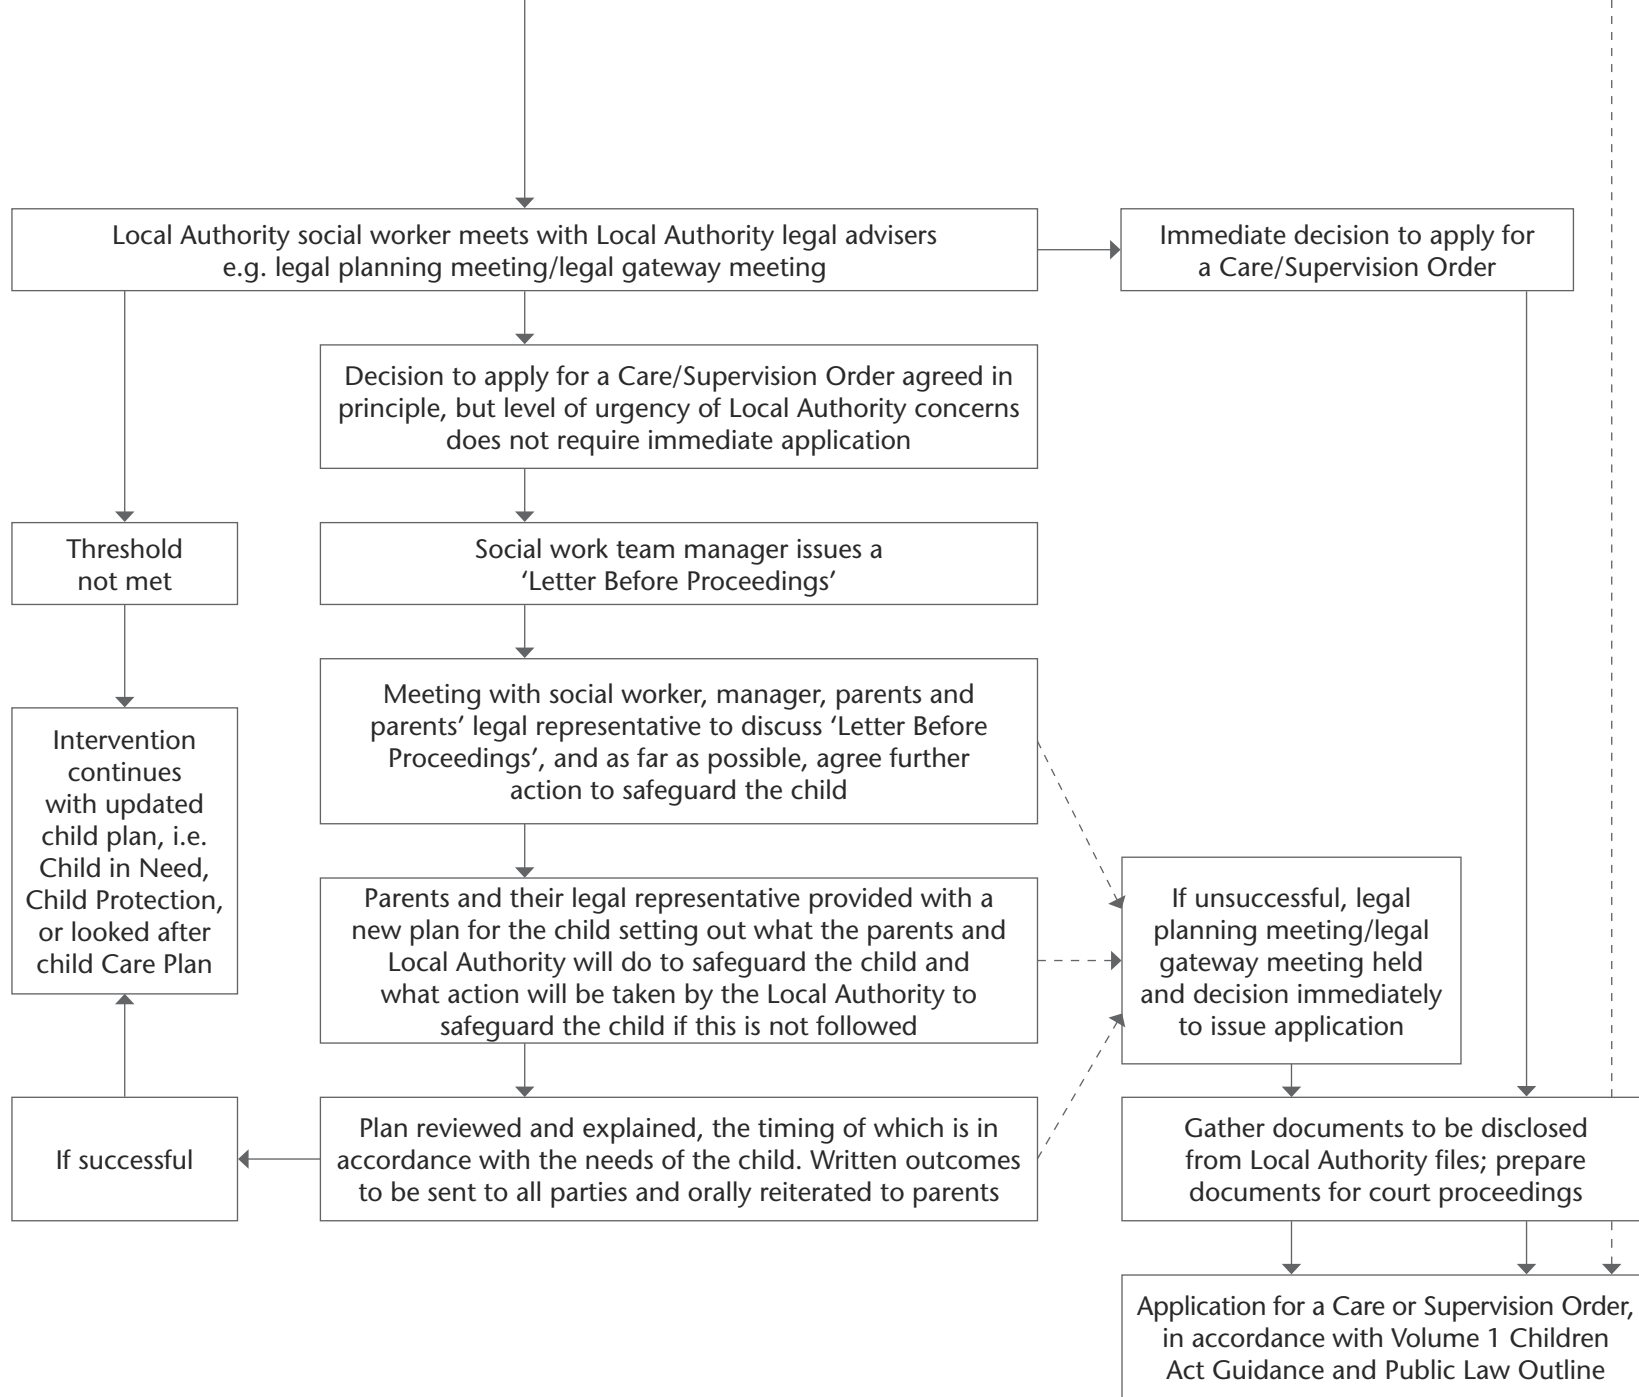 Local Authority social worker meets with Local Authority legal advisers
e.g. legal planning meeting/legal gateway meeting
Immediate decision to apply for
a Care/Supervision Order
Decision to apply for a Care/Supervision Order agreed in
principle, but level of urgency of Local Authority concerns
does not require immediate application
Threshold
not met
Social work team manager issues a
‘Letter Before Proceedings’
Meeting with social worker, manager, parents and
parents’ legal representative to discuss ‘Letter Before
Proceedings’, and as far as possible, agree further
action to safeguard the child
Intervention
continues
with updated
child plan, i.e.
Child in Need,
Child Protection,
or looked after
child Care Plan
Parents and their legal representative provided with a
new plan for the child setting out what the parents and
Local Authority will do to safeguard the child and
what action will be taken by the Local Authority to
safeguard the child if this is not followed
If unsuccessful, legal
planning meeting/legal
gateway meeting held
and decision immediately
to issue application
If successful
Plan reviewed and explained, the timing of which is in
accordance with the needs of the child. Written outcomes
to be sent to all parties and orally reiterated to parents
Gather documents to be disclosed
from Local Authority files; prepare
documents for court proceedings
Application for a Care or Supervision Order,
in accordance with Volume 1 Children
Act Guidance and Public Law Outline